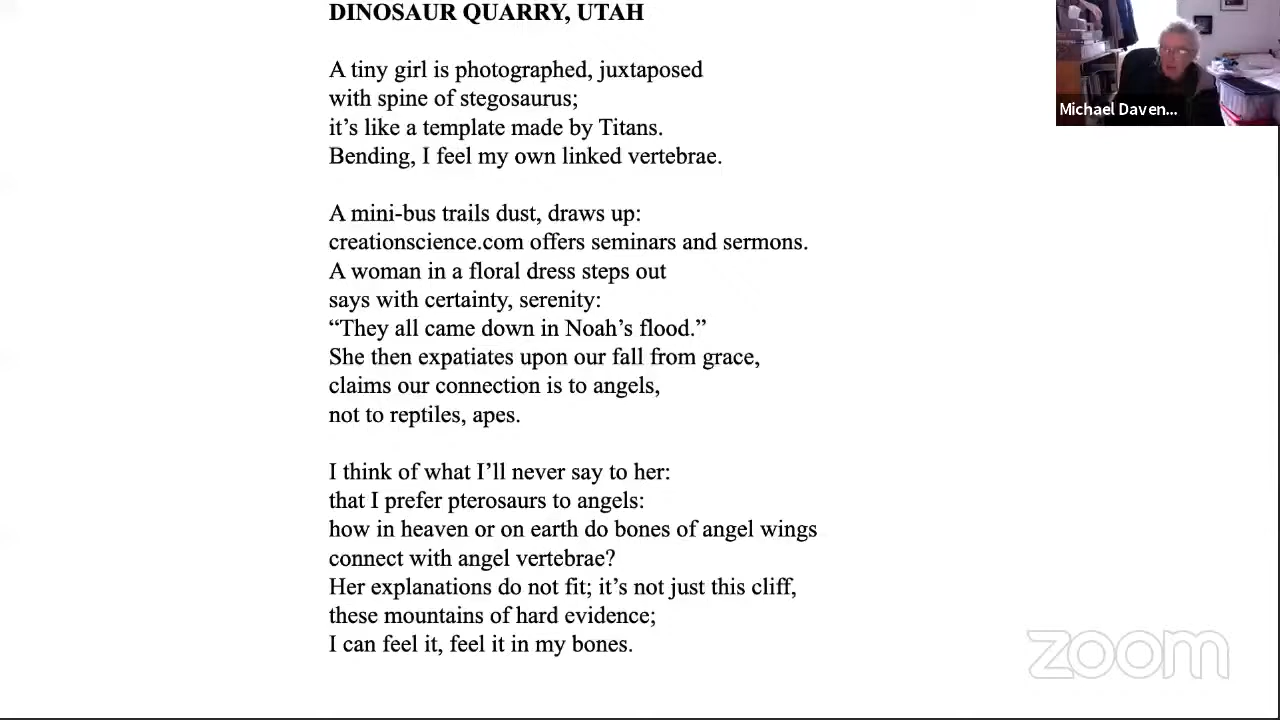 DINOSAUR QUARRY, UTAH
A tiny girl is photographed, juxtaposed
with spine of stegosaurus;
it’s like a template made by Titans.
Bending, I feel my own linked vertebrae.
A mini-bus trails dust, draws up:
creationscience.com offers seminars and sermons.
A woman in a floral dress steps out
says with certainty, serenity:
“They all came down in Noah’s flood.”
She then expatiates upon our fall from grace,
claims our connection is to angels,
not to reptiles, apes.
I think of what I’ll never say to her:
that I prefer pterosaurs to angels:
how in heaven or on earth do bones of angel wings
connect with angel vertebrae?
Her explanations do not fit; it’s not just this cliff,
these mountains of hard evidence;
I can feel it, feel it in my bones.
Michael Daven...
zoom